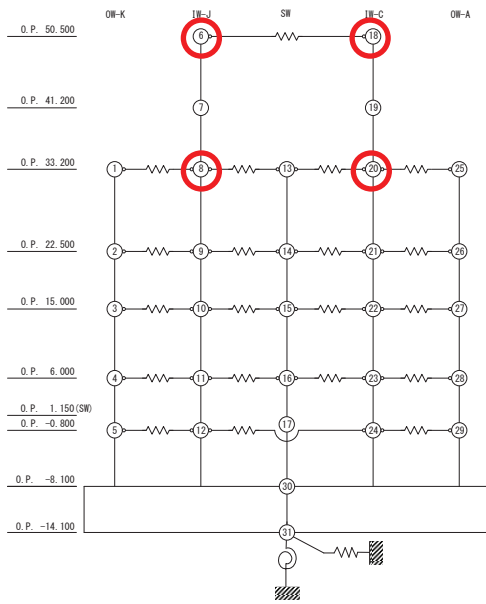 OW-K IW-J SW IW-C OW-A
O.P. 50.500 6 18
O.P. 41.200 7 19
O.P. 33.200 1 8 13 20 25
O.P. 22.500 2 9 14 21 26
O.P. 15.000 3 10 15 22 27
O.P. 6.000 4 11 16 23 28
O.P. 1.150(SW) 17
O.P. -0.800 5 12 24 29
O.P. -8.100 30
O.P. -14.100 31